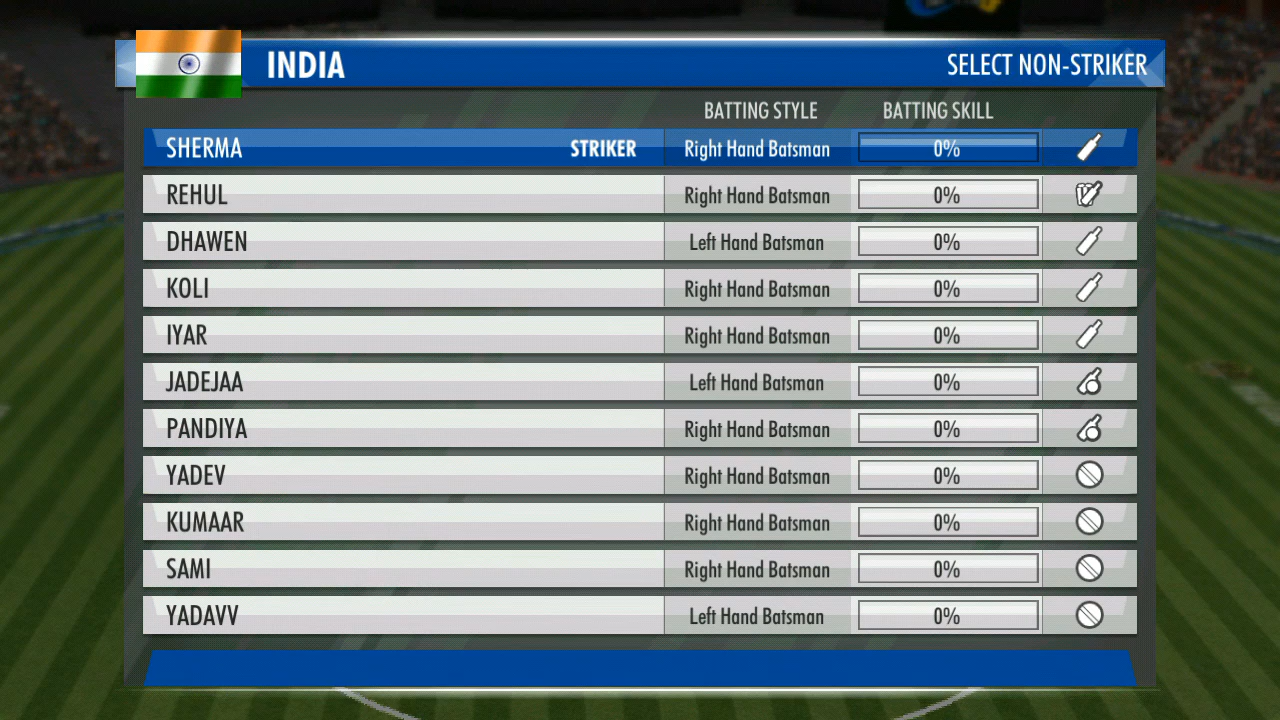 INDIA SELECT NON-STRIKER
BATTING STYLE BATTING SKILL
SHERMA STRIKER Right Hand Batsman 0%
REHUL Right Hand Batsman 0%
DHAWEN Left Hand Batsman 0%
KOLI Right Hand Batsman 0%
IYAR Right Hand Batsman 0%
JADEJAA Left Hand Batsman 0%
PANDIYA Right Hand Batsman 0%
YADEV Right Hand Batsman 0%
KUMAAR Right Hand Batsman 0%
SAMI Right Hand Batsman 0%
YADAVV Left Hand Batsman 0%